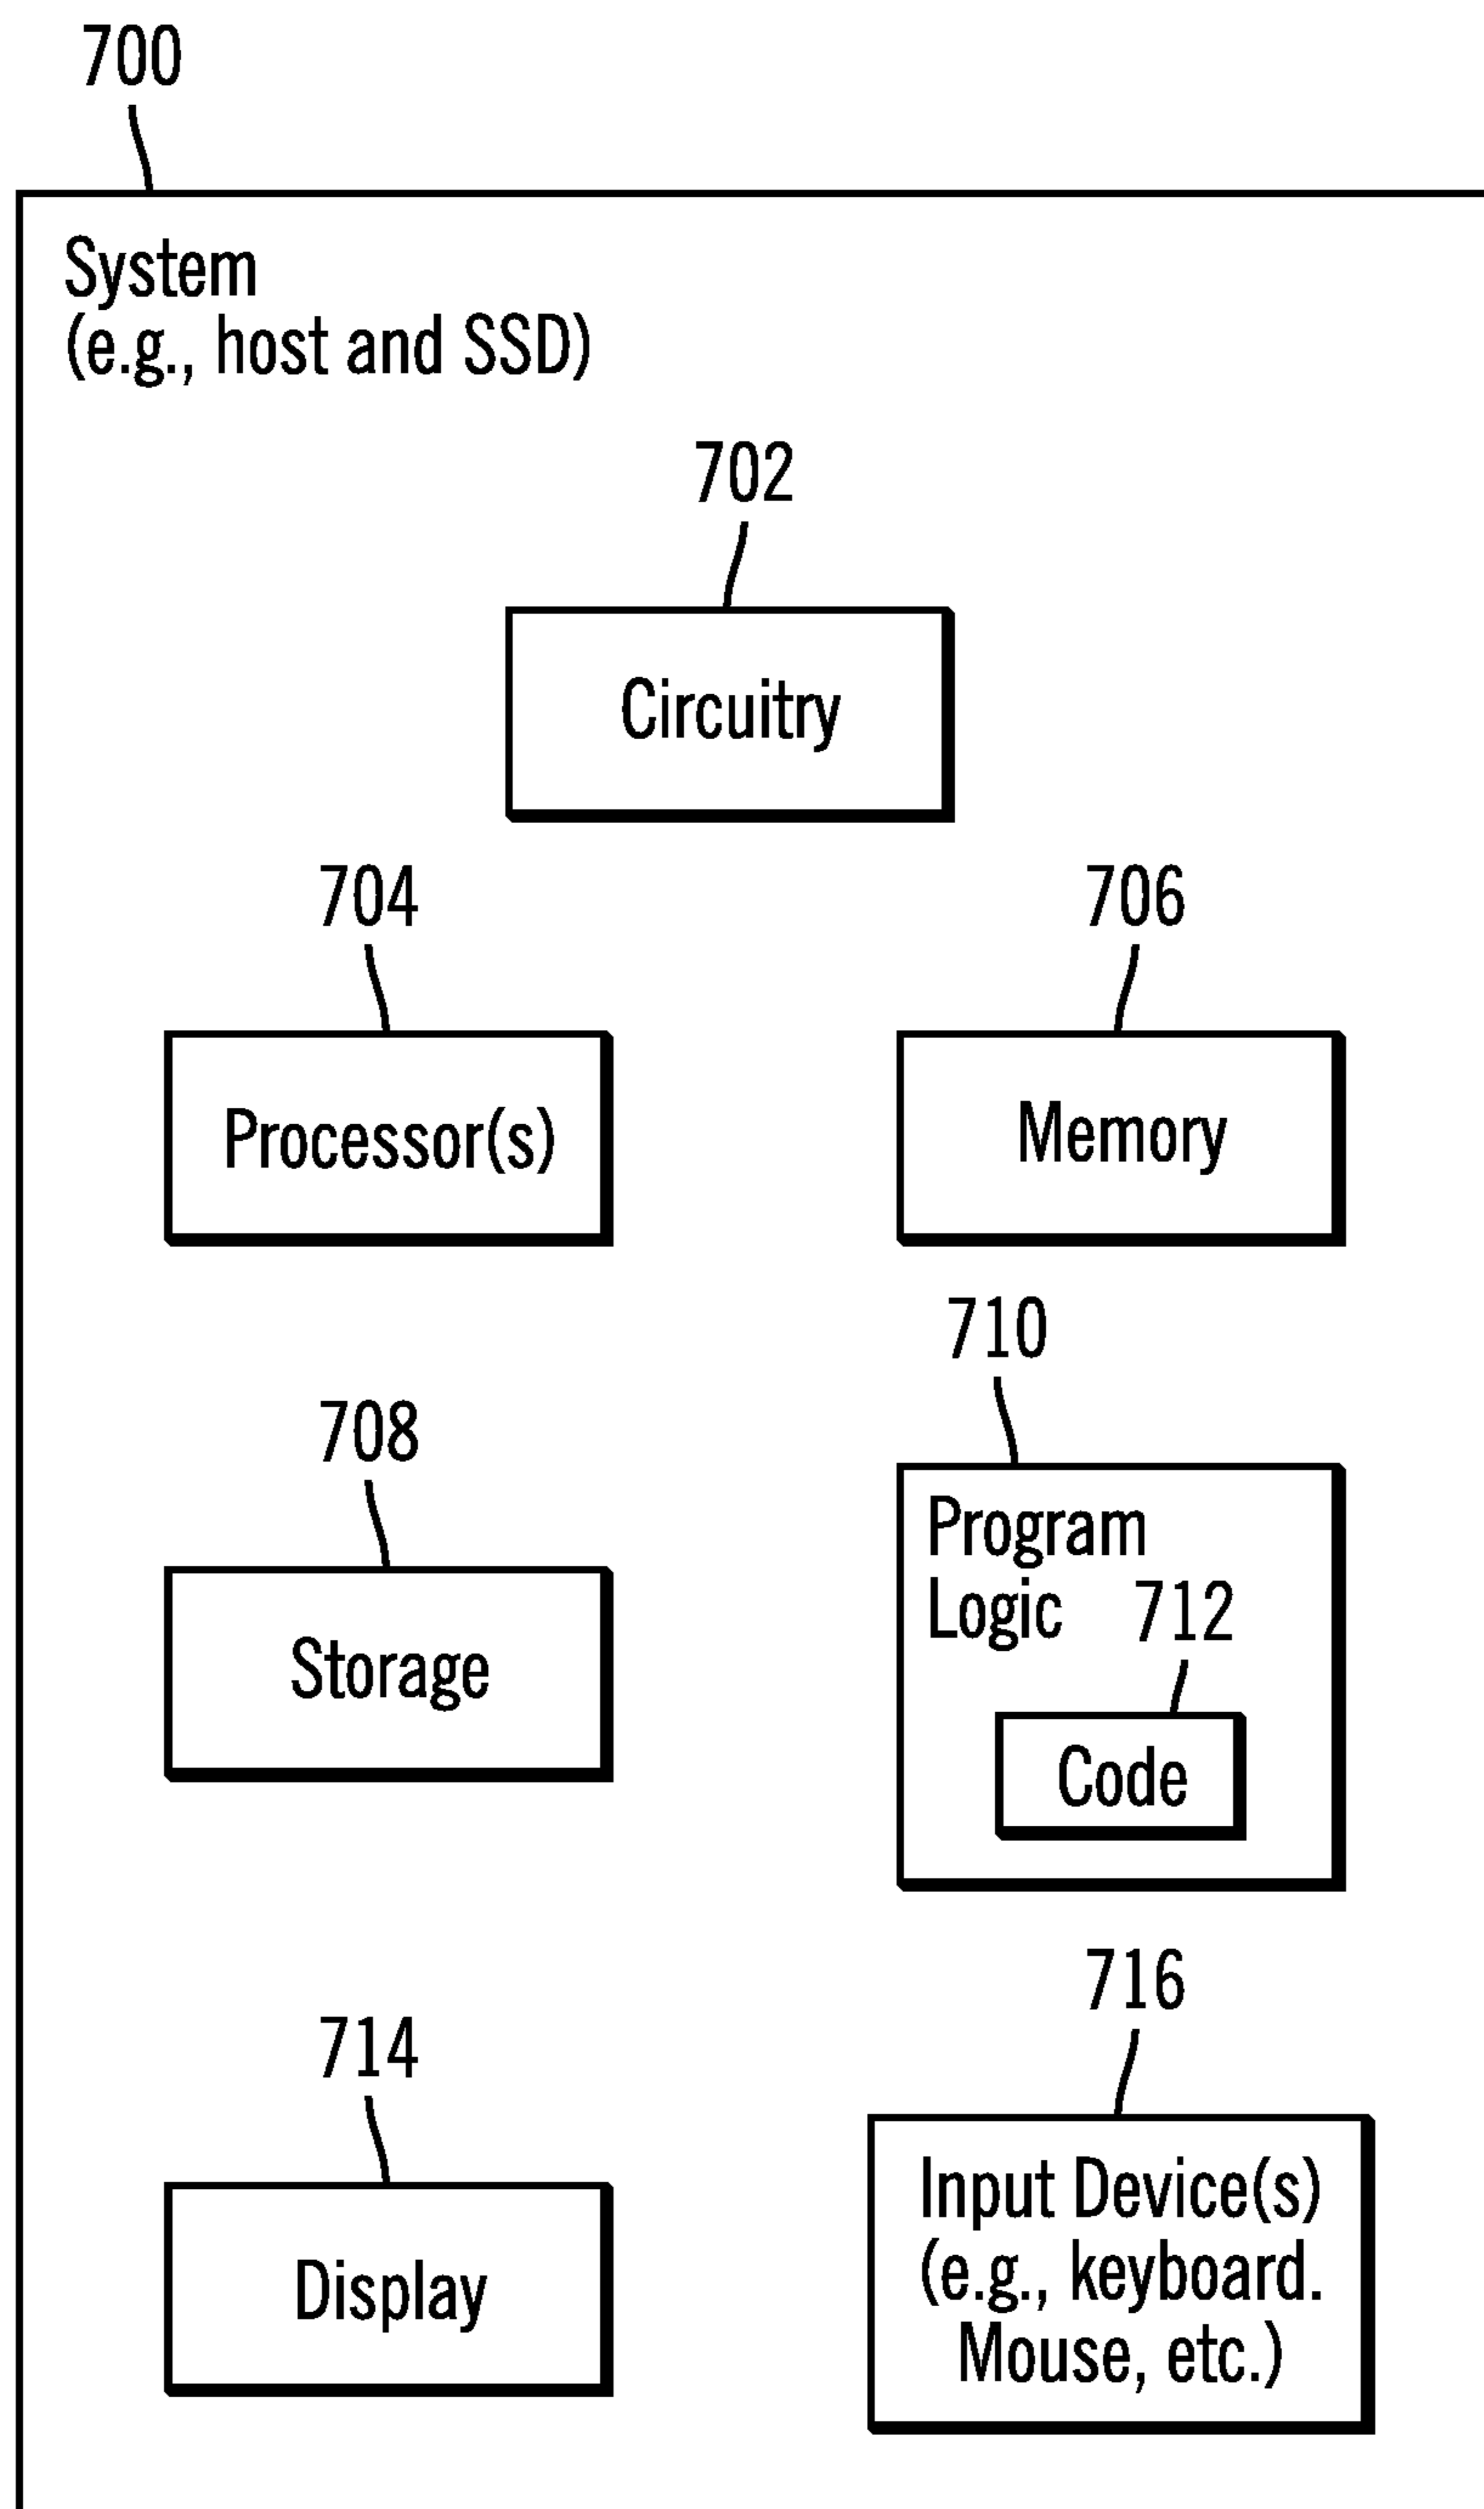 700
System
(e.g., host and SSD)
702
Circuitry
704
706
Processor(s)
Memory
710
708
Program
Logic 712
Storage
Code
716
714
Input Device(s)
(e.g., keyboard.
Display
Mouse, etc.)